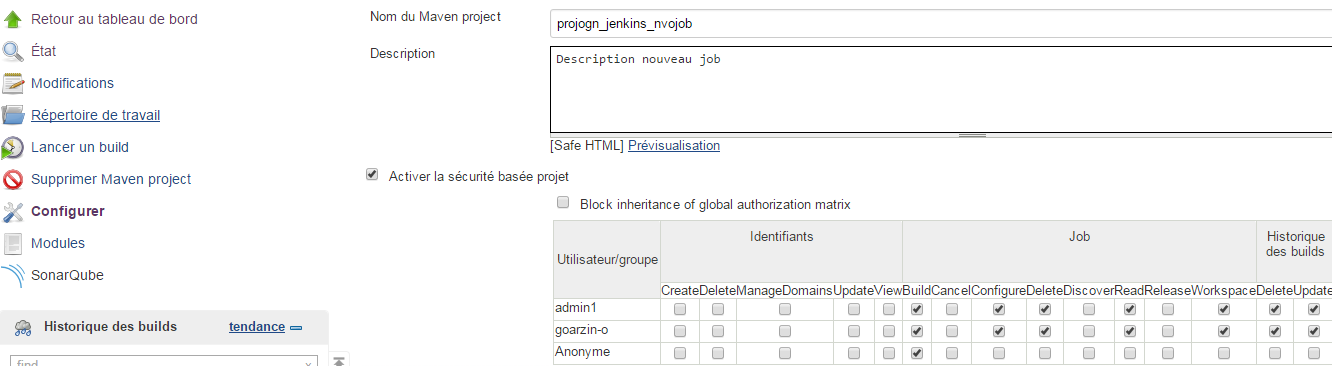 Retour au tableau de bord
État
Modifications
Répertoire de travail
Lancer un build
Supprimer Maven project
Configurer
Modules
SonarQube
Historique des builds tendance
find
Nom du Maven project projogn_jenkins_nvojob
Description Description nouveau job
[Safe HTML] Prévisualisation
Activer la sécurité basée projet
Block inheritance of global authorization matrix
Utilisateur/groupe Identifiants Job Historique
des builds
Create Delete ManageDomains Update View Build Cancel Configure Delete Discover Read Release Workspace Delete Update
admin1
goarzin-o
Anonyme